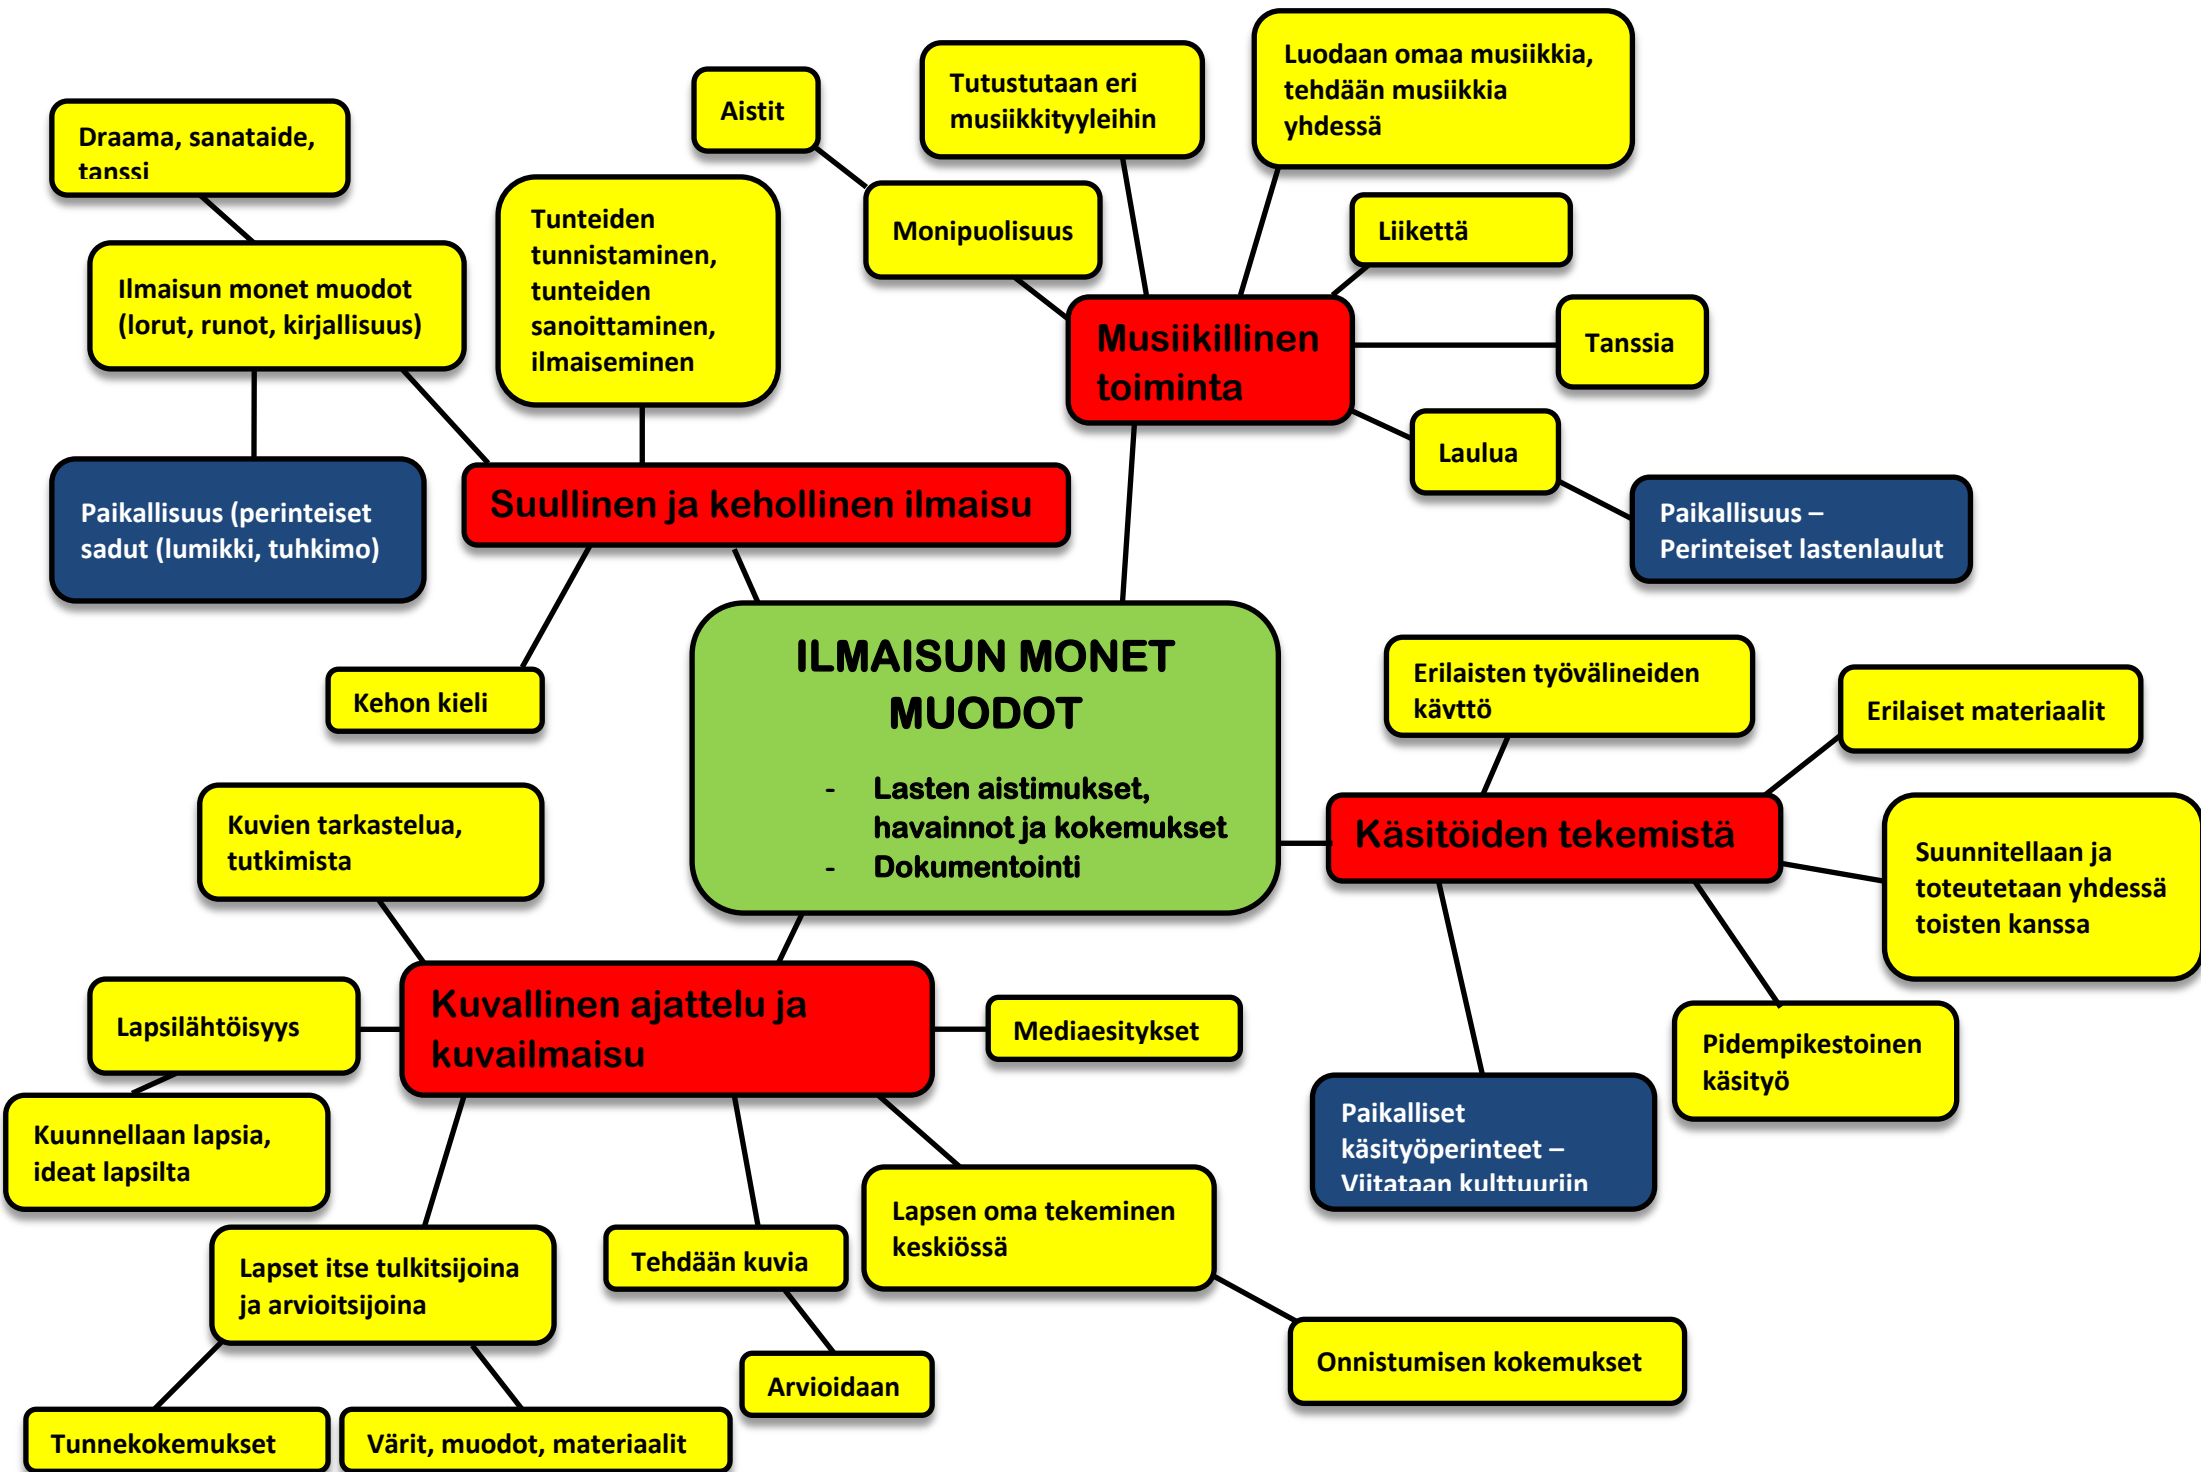 Luodaan omaa musiikkia,
tehdään musiikkia
yhdessä
Tutustutaan eri
musiikkityyleihin
Aistit
Draama, sanataide,
tanssi
Tunteiden
tunnistaminen,
tunteiden
sanoittaminen,
ilmaiseminen
Monipuolisuus
Liikettä
Ilmaisun monet muodot
(lorut, runot, kirjallisuus)
Musiikillinen
toiminta
Tanssia
Laulua
Paikallisuus (perinteiset
sadut (lumikki, tuhkimo)
Suullinen ja kehollinen ilmaisu
Paikallisuus –
Perinteiset lastenlaulut
ILMAISUN MONET
MUODOT
- Lasten aistimukset,
havainnot ja kokemukset
- Dokumentointi
Kehon kieli
Erilaisten työvälineiden
käyttö
Erilaiset materiaalit
Käsitöiden tekemistä
Suunnitellaan ja
toteutetaan yhdessä
toisten kanssa
Kuvien tarkastelua,
tutkimista
Kuvallinen ajattelu ja
kuvailmaisu
Lapsilähtöisyys
Mediaesitykset
Pidempikestoinen
käsityö
Kuunnellaan lapsia,
ideat lapsilta
Paikalliset
käsityöperinteet –
Viitataan kulttuuriin
Lapsen oma tekeminen
keskiössä
Lapset itse tulkitsijoina
ja arvioitsijoina
Tehdään kuvia
Onnistumisen kokemukset
Arvioidaan
Tunnekokemukset
Värit, muodot, materiaalit